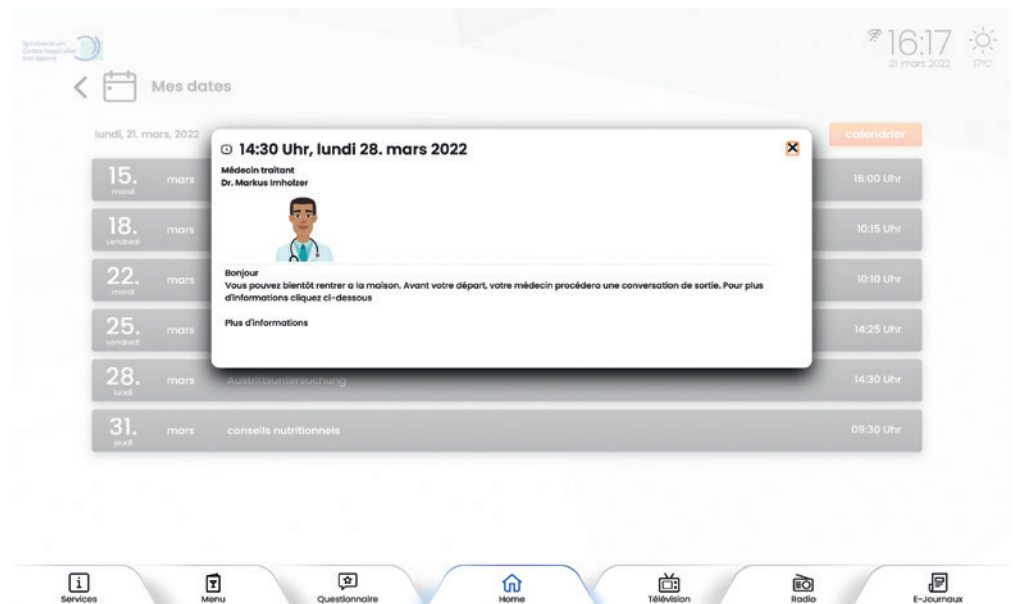 Spitalzentrum
Centre hospitalier
Biel-Bienne
16:17
21. mars 2022
17°C
Mes dates
lundi, 21. mars, 2022
calendrier
14:30 Uhr, lundi 28. mars 2022
Médecin traitant
Dr. Markus Imholzer
Bonjour
Vous pouvez bientôt rentrer a la maison. Avant votre départ, votre médecin procèdera une conversation de sortie. Pour plus
d'informations cliquez ci-dessous
Plus d'informations
15. mars 16:00 Uhr
mardi
18. mars 10:15 Uhr
vendredi
22. mars 10:10 Uhr
mardi
25. mars 14:25 Uhr
vendredi
28. mars Austrittsuntersuchung 14:30 Uhr
lundi
31. mars conseils nutritionnels 09:30 Uhr
jeudi
Services
Menu
Questionnaire
Home
Télévision
Radio
E-Journaux